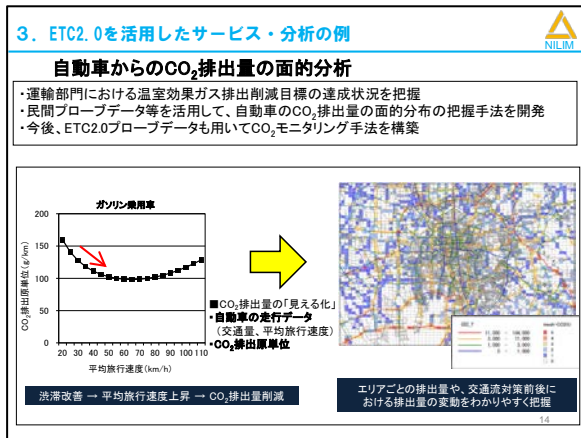 3. ETC2.0を活用したサービス・分析の例
NILIM
自動車からのCO₂排出量の面的分析
・運輸部門における温室効果ガス排出削減目標の達成状況を把握
・民間プローブデータ等を活用して、自動車のCO₂排出量の面的分布の把握手法を開発
・今後、ETC2.0プローブデータも用いてCO₂モニタリング手法を構築
ガソリン乗用車
CO₂排出原単位(g/km)
200
150
100
50
0
20 30 40 50 60 70 80 90 100 110
平均旅行速度(km/h)
■CO₂排出量の「見える化」
・自動車の走行データ
(交通量、平均旅行速度)
・CO₂排出原単位
渋滞改善 → 平均旅行速度上昇 → CO₂排出量削減
エリアごとの排出量や、交通流対策前後に
おける排出量の変動をわかりやすく把握
14